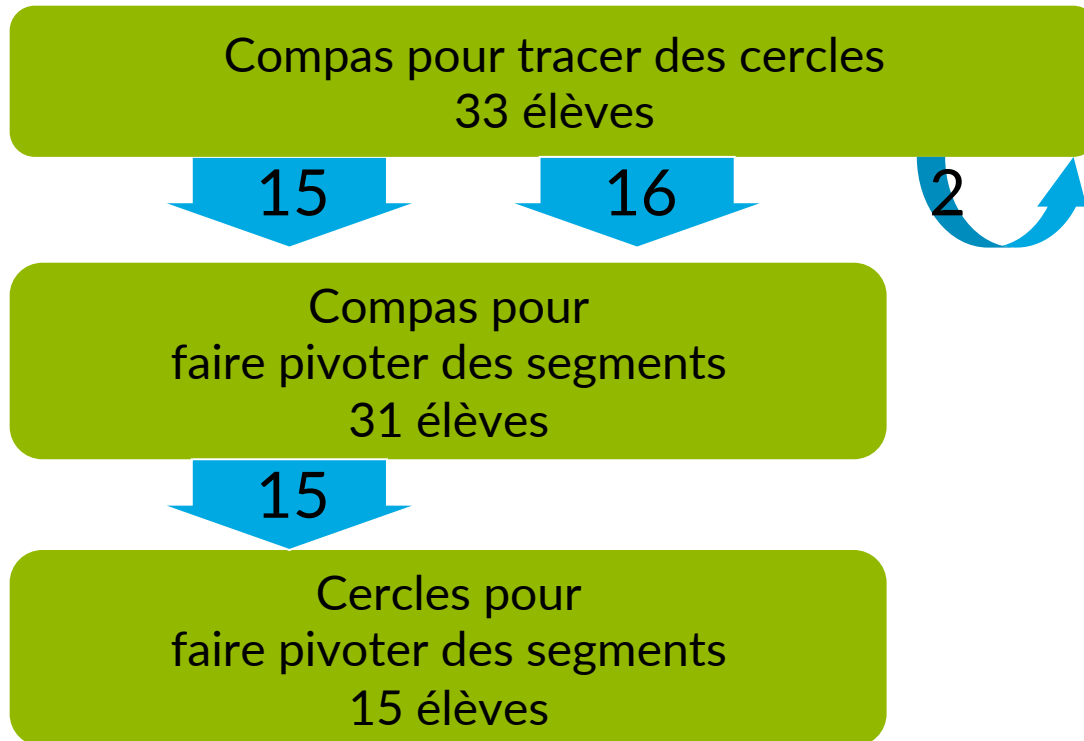 Compas pour tracer des cercles
33 élèves
15
16
2
Compas pour
faire pivoter des segments
31 élèves
15
Cercles pour
faire pivoter des segments
15 élèves